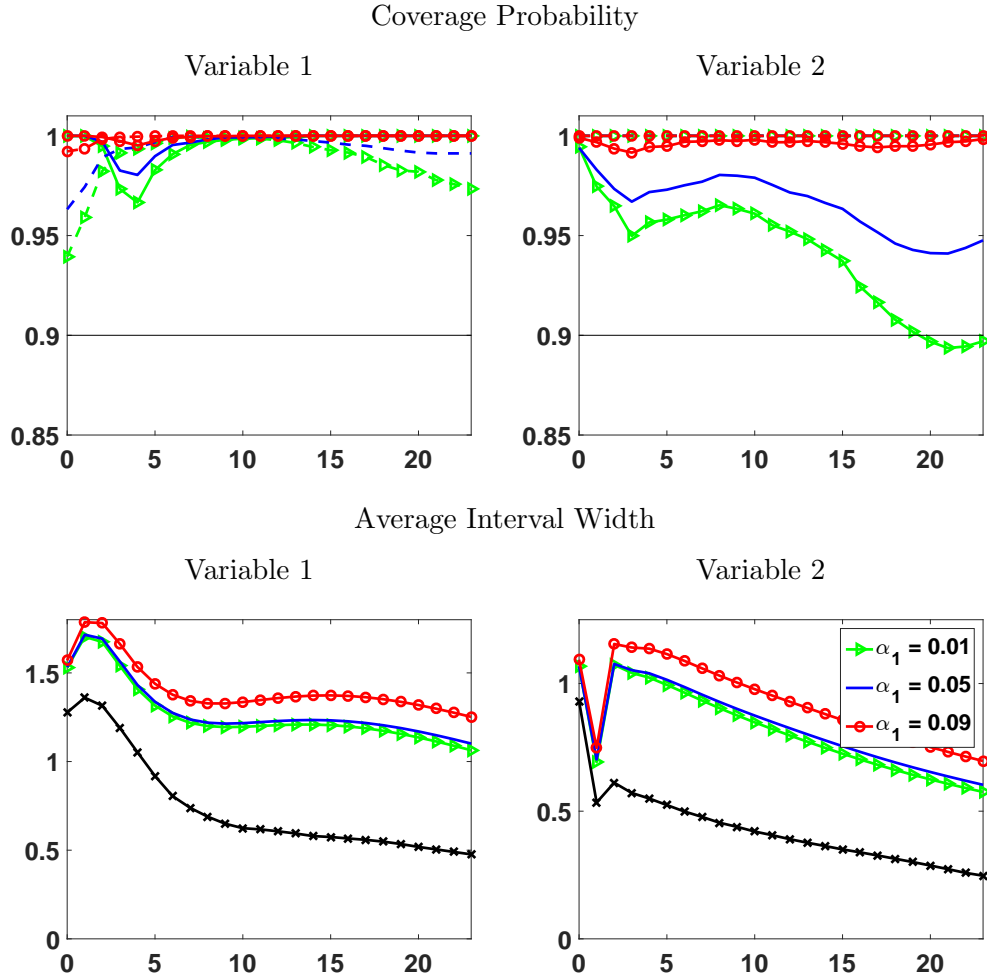 Coverage Probability
Variable 1
Variable 2
1
0.95
0.9
0.85
0 5 10 15 20
1
0.95
0.9
0.85
0 5 10 15 20
Average Interval Width
Variable 1
Variable 2
1.5
1
0.5
0
0 5 10 15 20
1
0.5
0
0 5 10 15 20
α₁ = 0.01
α₁ = 0.05
α₁ = 0.09